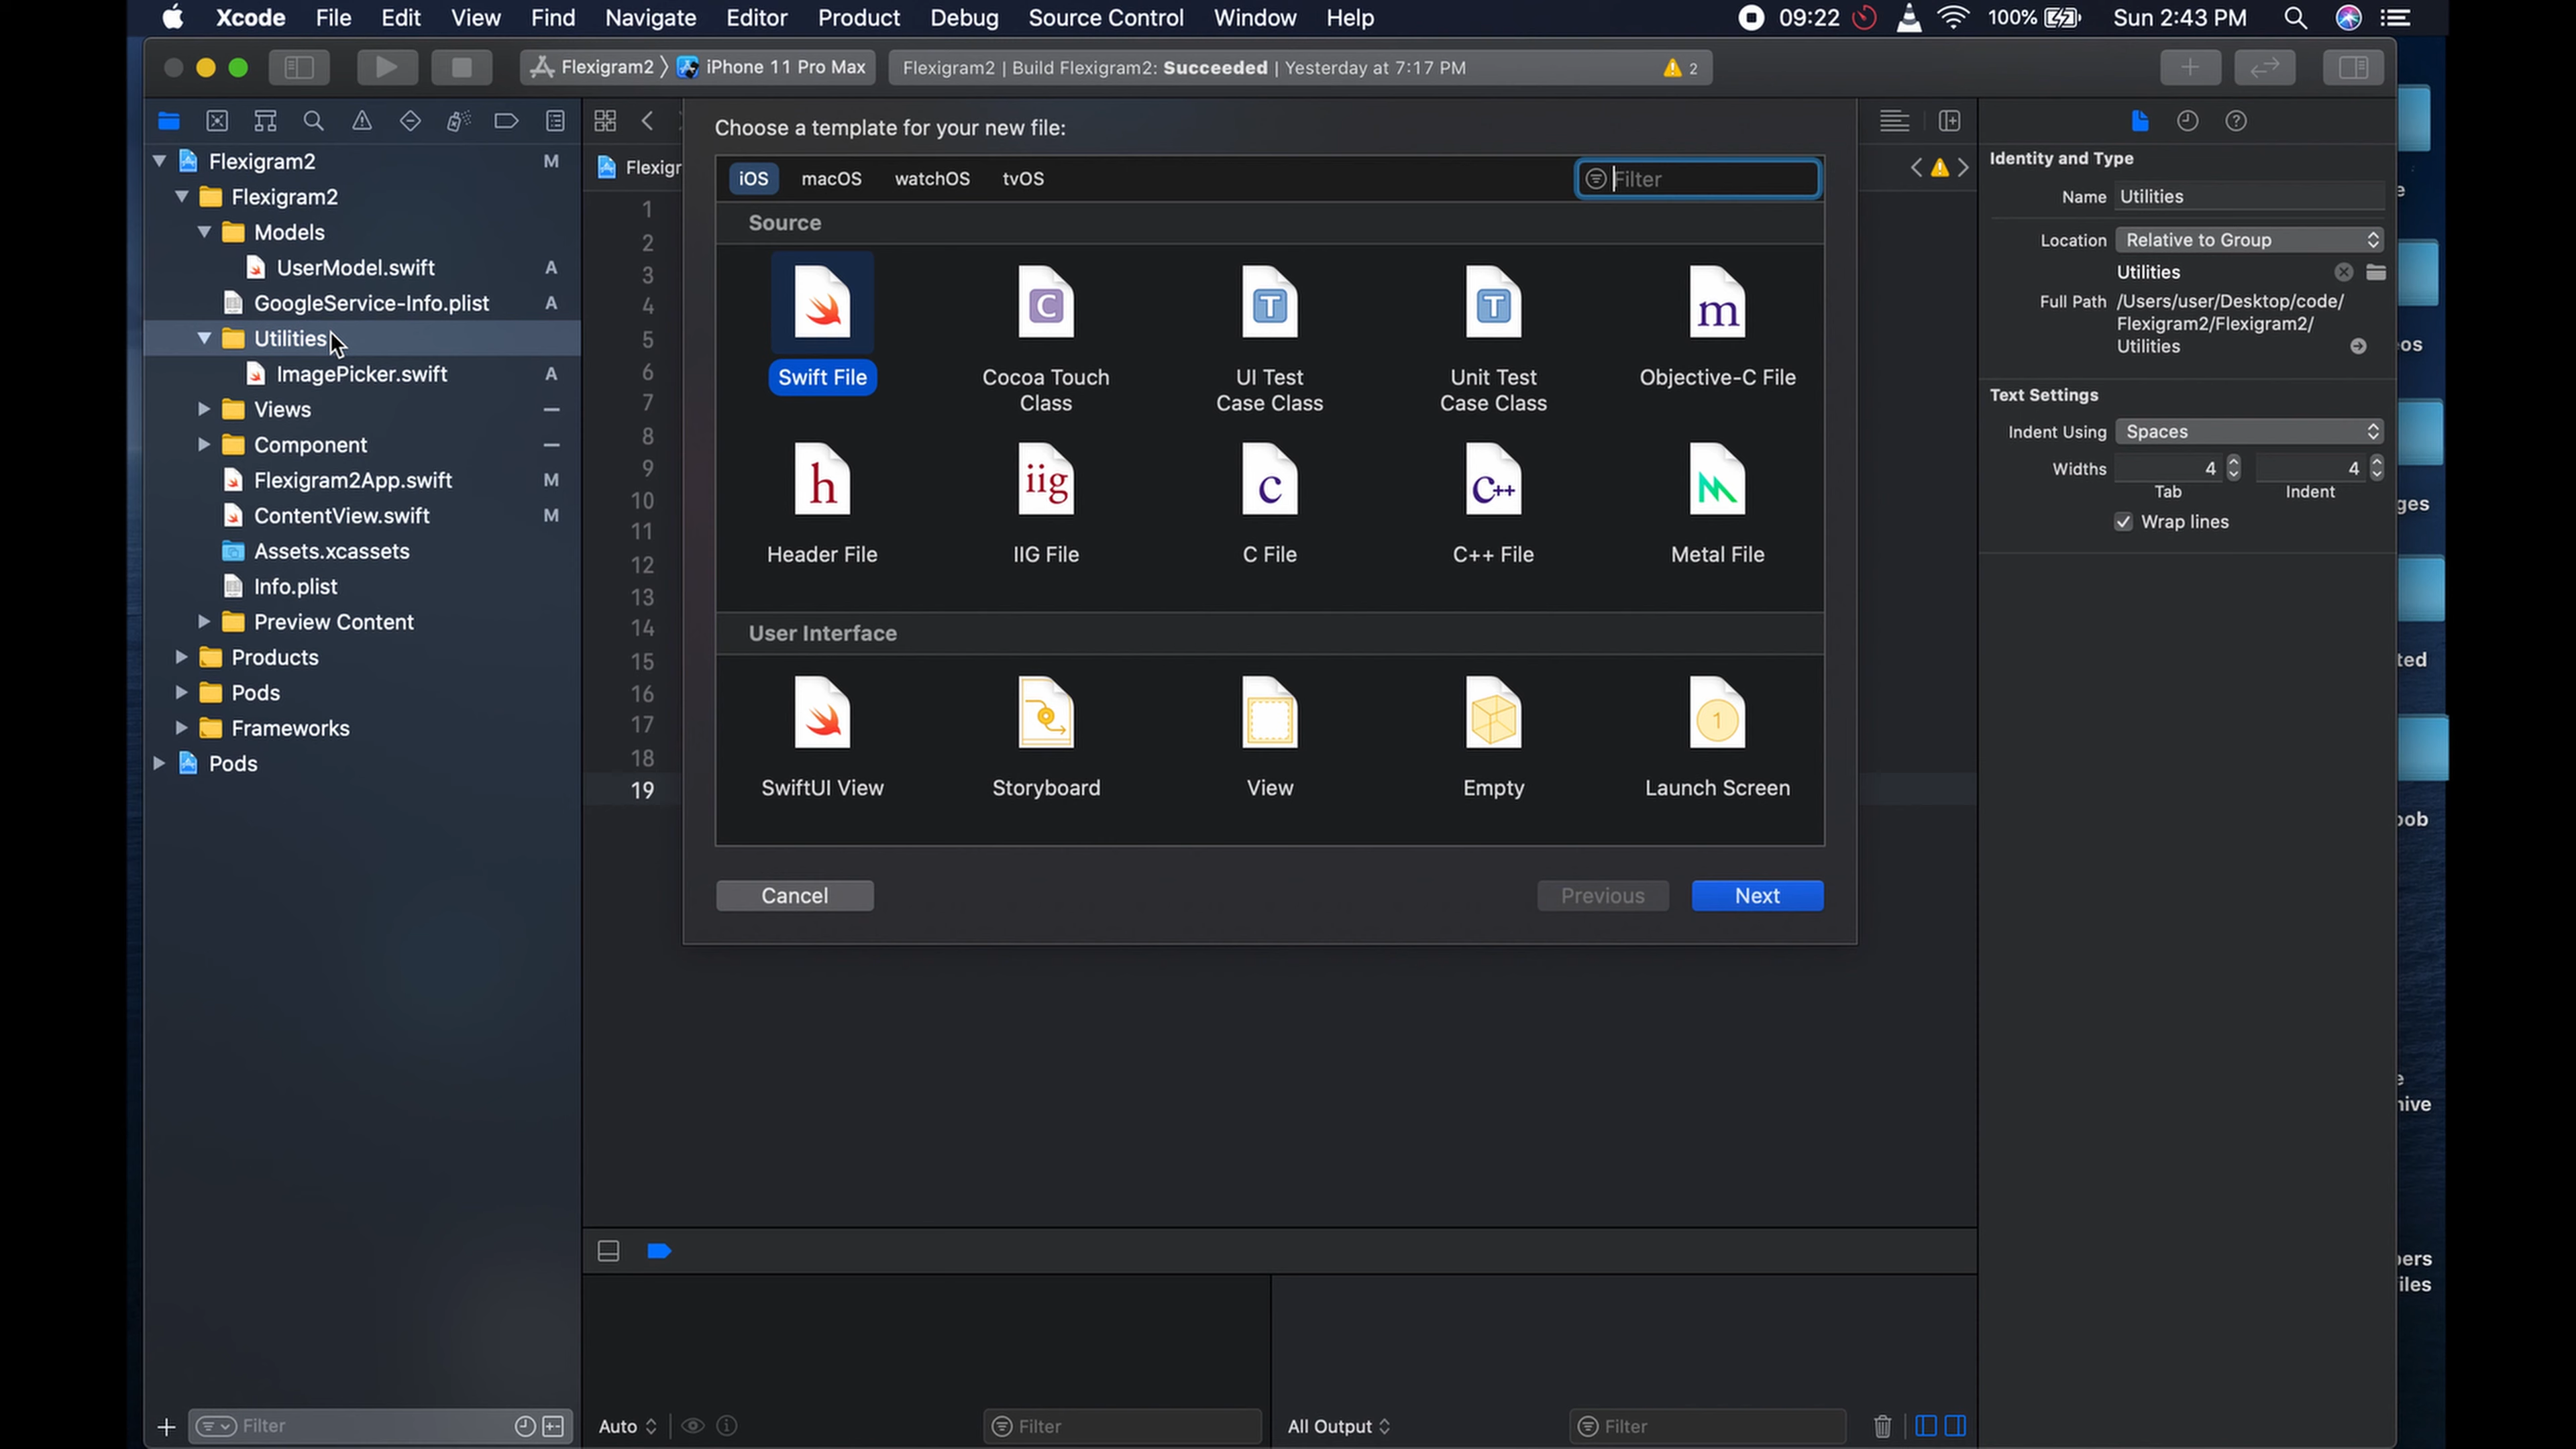 Xcode File Edit View Find Navigate Editor Product Debug Source Control Window Help 09:22 100% Sun 2:43 PM
Flexigram2 iPhone 11 Pro Max Flexigram2 | Build Flexigram2: Succeeded | Yesterday at 7:17 PM 2
Flexigram2 M
Flexigram2
Models
UserModel.swift A
GoogleService-Info.plist A
Utilities
ImagePicker.swift A
Views
Component
Flexigram2App.swift M
ContentView.swift M
Assets.xcassets
Info.plist
Preview Content
Products
Pods
Frameworks
Pods
Filter
Flexigr
1
2
3
4
5
6
7
8
9
10
11
12
13
14
15
16
17
18
19
Choose a template for your new file:
iOS macOS watchOS tvOS Filter
Source
Swift File
Cocoa Touch
Class
UI Test
Case Class
Unit Test
Case Class
Objective-C File
Header File
IIG File
C File
C++ File
Metal File
User Interface
SwiftUI View
Storyboard
View
Empty
Launch Screen
Cancel Previous Next
Auto Filter All Output Filter
Identity and Type
Name Utilities
Location Relative to Group
Utilities
Full Path /Users/user/Desktop/code/
Flexigram2/Flexigram2/
Utilities
Text Settings
Indent Using Spaces
Widths 4 4
Tab Indent
Wrap lines
e
os
ges
ted
oob
hive
pers
iles